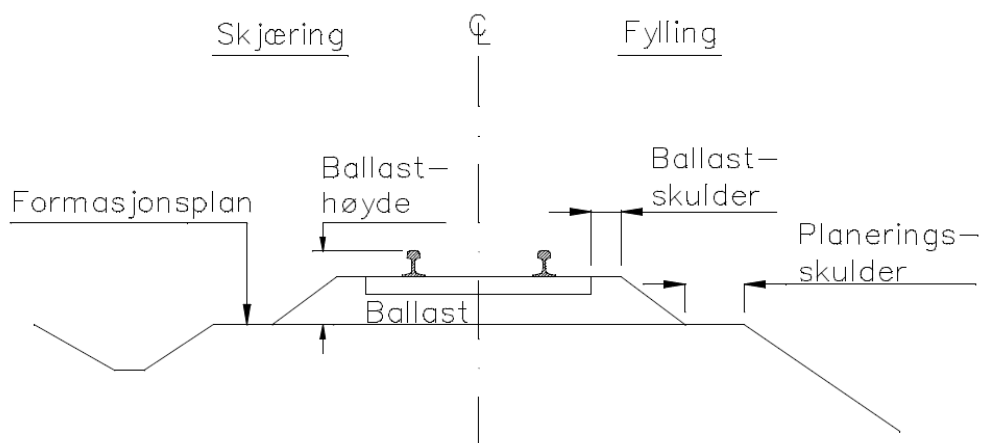 Skjæring
℄
Fylling
Ballast-
høyde
Ballast-
skulder
Formasjonsplan
Planerings-
skulder
Ballast